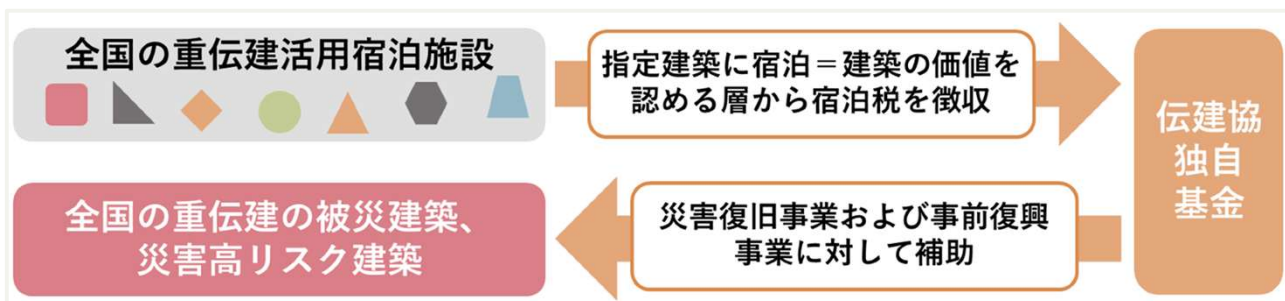 全国の重伝建活用宿泊施設
指定建築に宿泊＝建築の価値を
認める層から宿泊税を徴収
伝建協
独自
基金
全国の重伝建の被災建築、
災害高リスク建築
災害復旧事業および事前復興
事業に対して補助